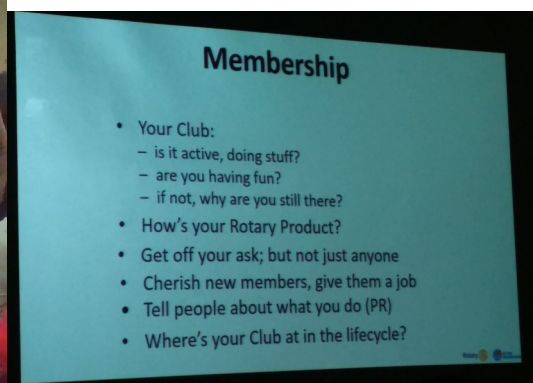 Membership
• Your Club:
– is it active, doing stuff?
– are you having fun?
– if not, why are you still there?
• How's your Rotary Product?
• Get off your ask; but not just anyone
• Cherish new members, give them a job
• Tell people about what you do (PR)
• Where's your Club at in the lifecycle?
Rotary